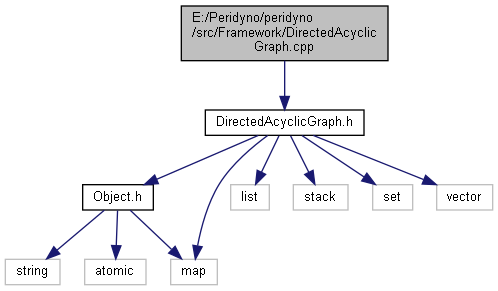 E:/Peridyno/peridyno
/src/Framework/DirectedAcyclic
Graph.cpp
DirectedAcyclicGraph.h
Object.h
list
stack
set
vector
string
atomic
map